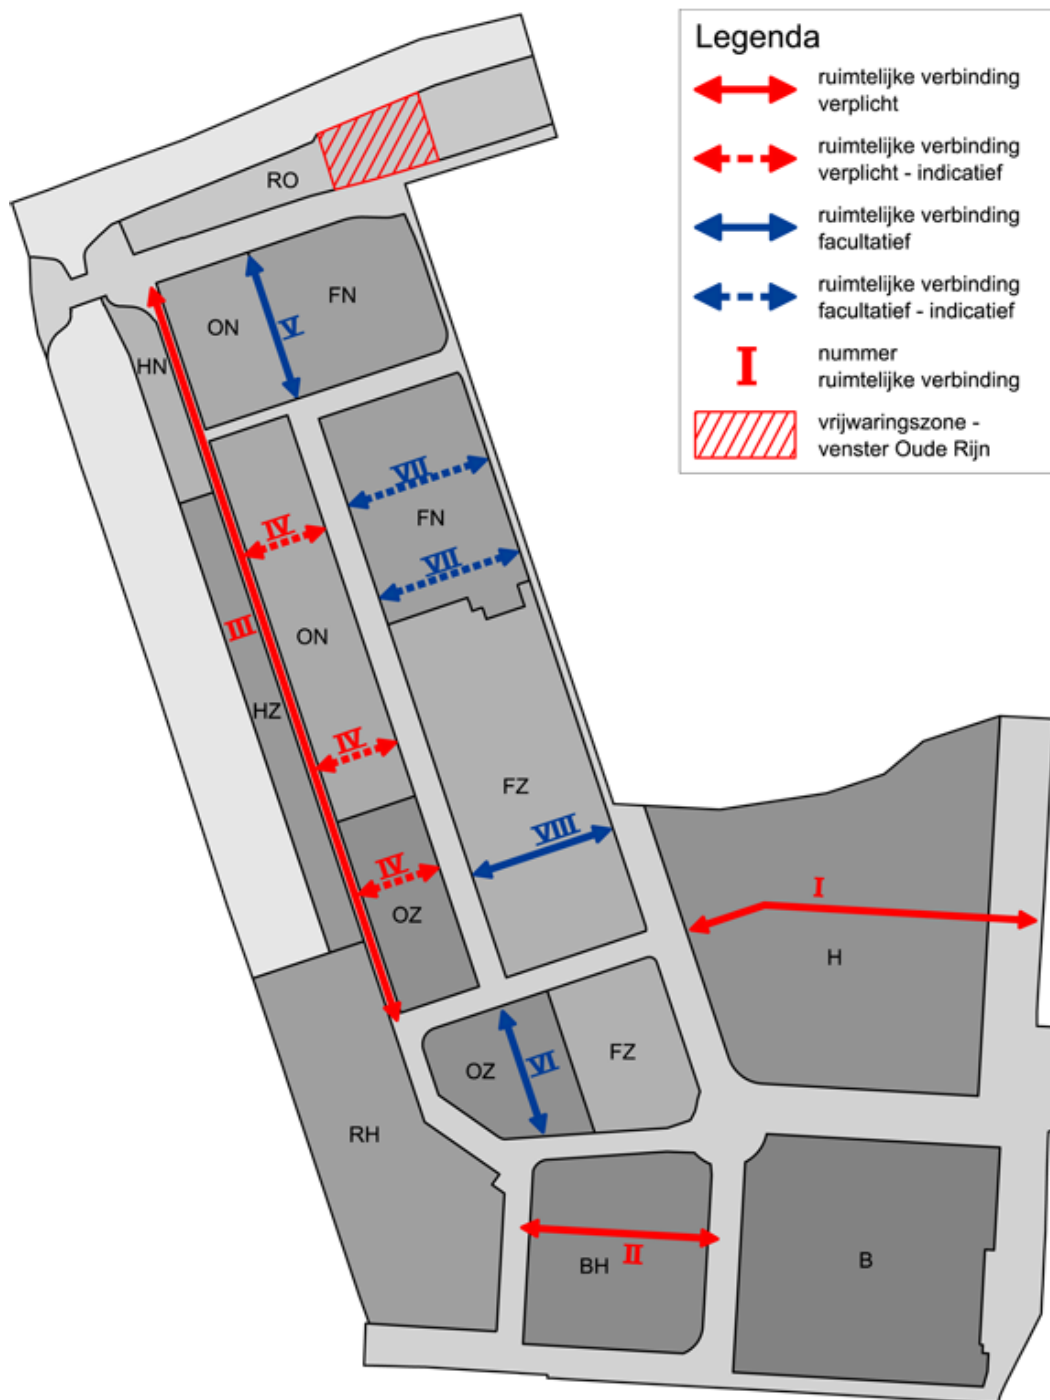 Legenda
ruimtelijke verbinding
verplicht
ruimtelijke verbinding
verplicht - indicatief
ruimtelijke verbinding
facultatief
ruimtelijke verbinding
facultatief - indicatief
I
nummer
ruimtelijke verbinding
vrijwaringszone -
venster Oude Rijn
RO
FN
ON
V
HN
VII
IV
FN
VII
III
ON
HZ
IV
FZ
VIII
IV
I
OZ
H
FZ
VI
OZ
RH
II
BH
B